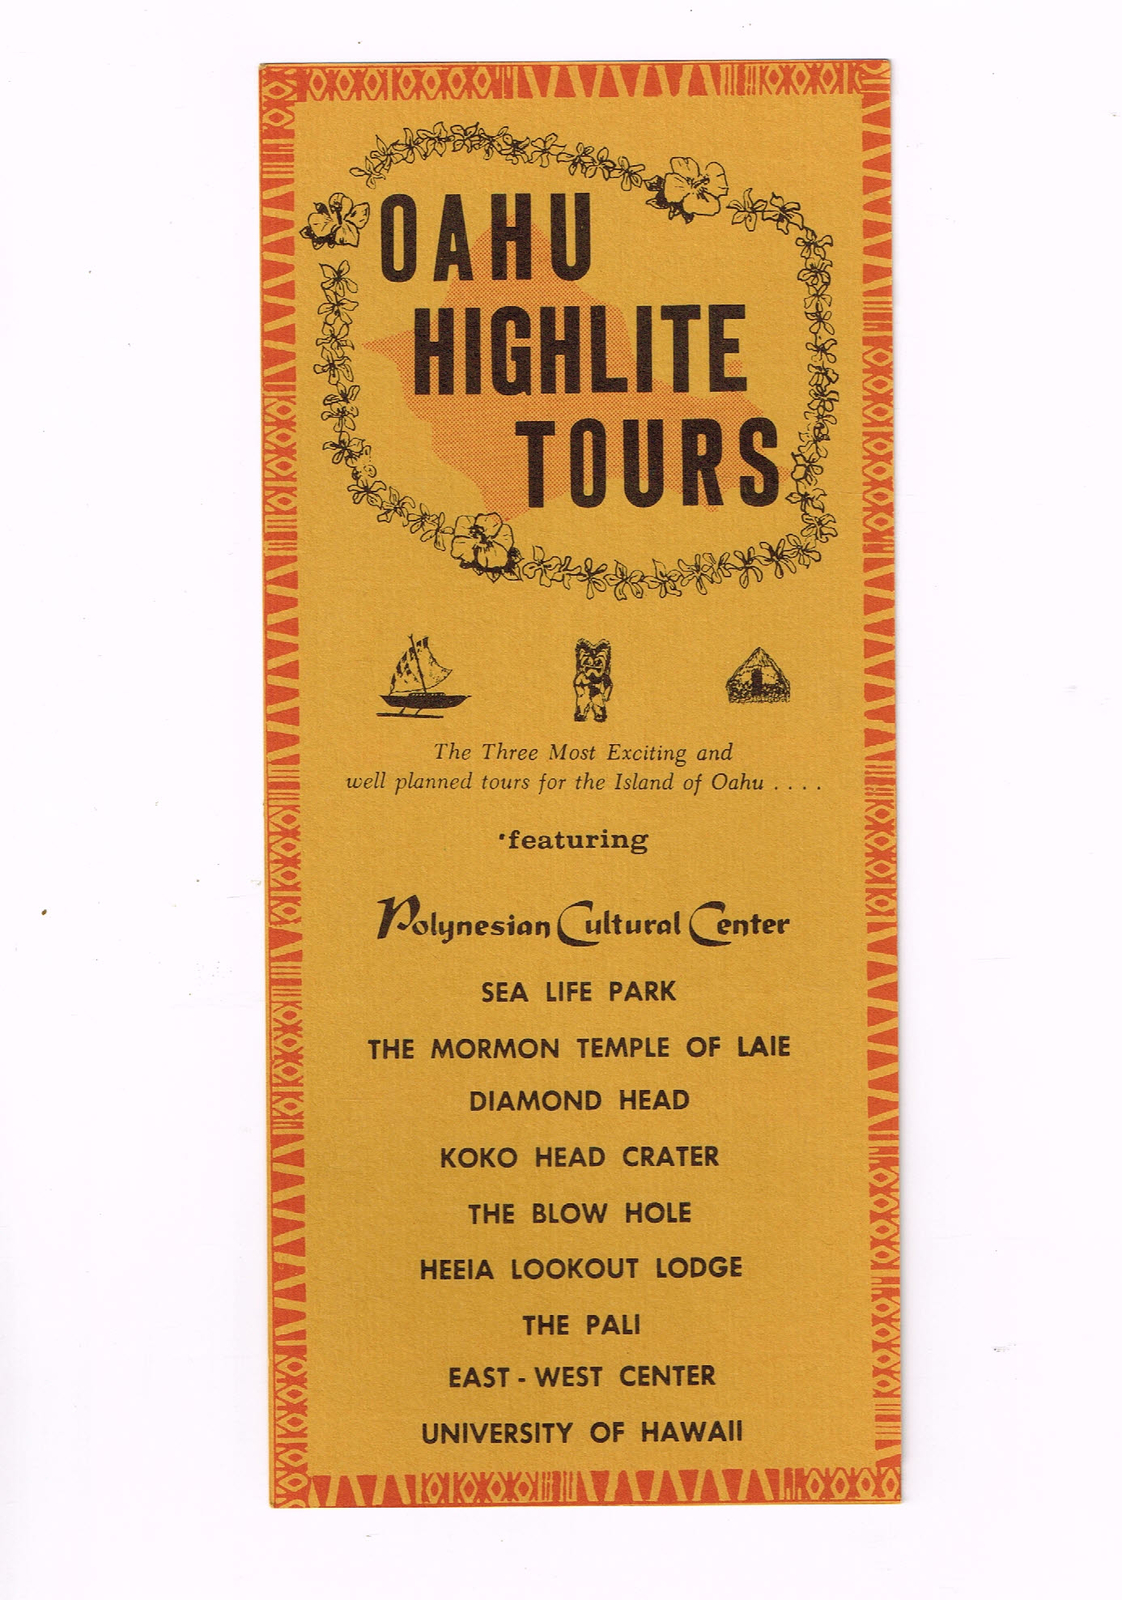 OAHU
HIGHLITE
TOURS
The Three Most Exciting and
well planned tours for the Island of Oahu . . . .
'featuring
Polynesian Cultural Center
SEA LIFE PARK
THE MORMON TEMPLE OF LAIE
DIAMOND HEAD
KOKO HEAD CRATER
THE BLOW HOLE
HEEIA LOOKOUT LODGE
THE PALI
EAST - WEST CENTER
UNIVERSITY OF HAWAII